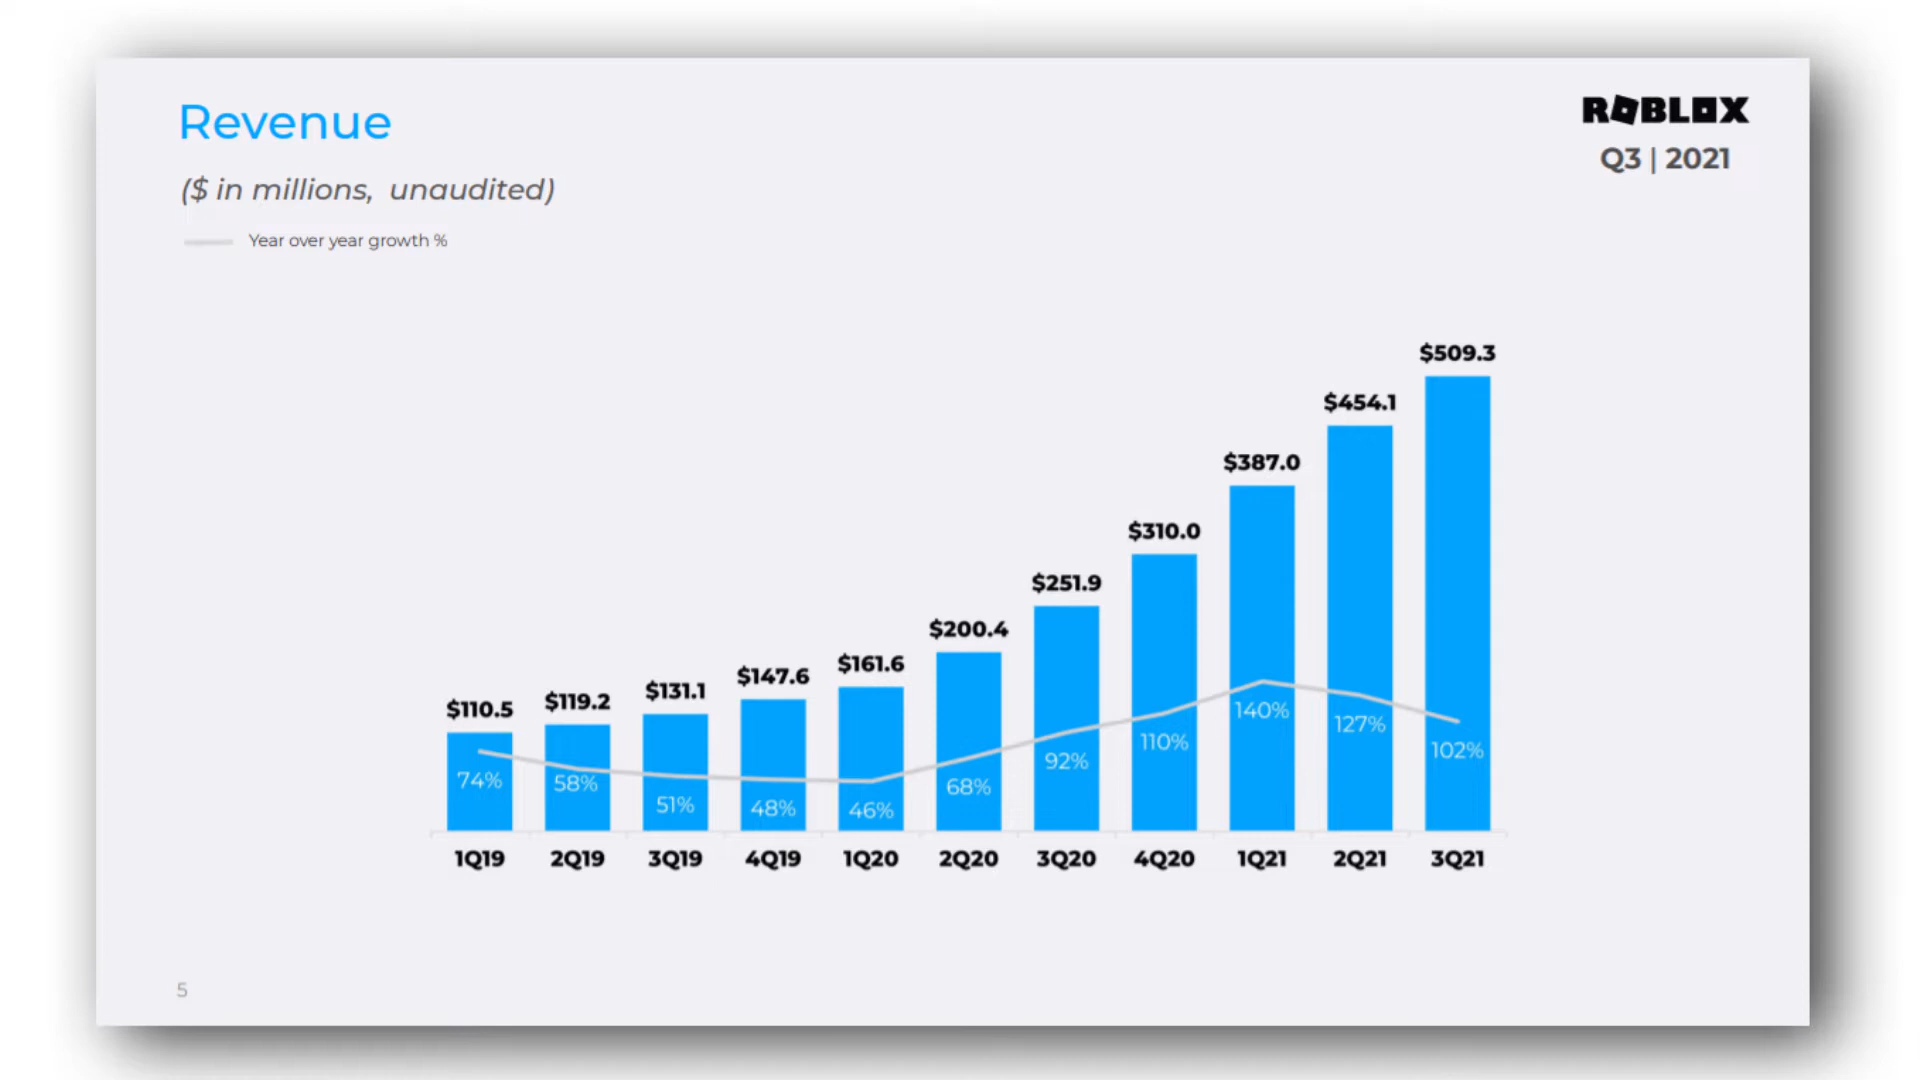 Revenue
ROBLOX
Q3 | 2021
($ in millions, unaudited)
Year over year growth %
$110.5 $119.2 $131.1 $147.6 $161.6 $200.4 $251.9 $310.0 $387.0 $454.1 $509.3
74% 58% 51% 48% 46% 68% 92% 110% 140% 127% 102%
1Q19 2Q19 3Q19 4Q19 1Q20 2Q20 3Q20 4Q20 1Q21 2Q21 3Q21
5